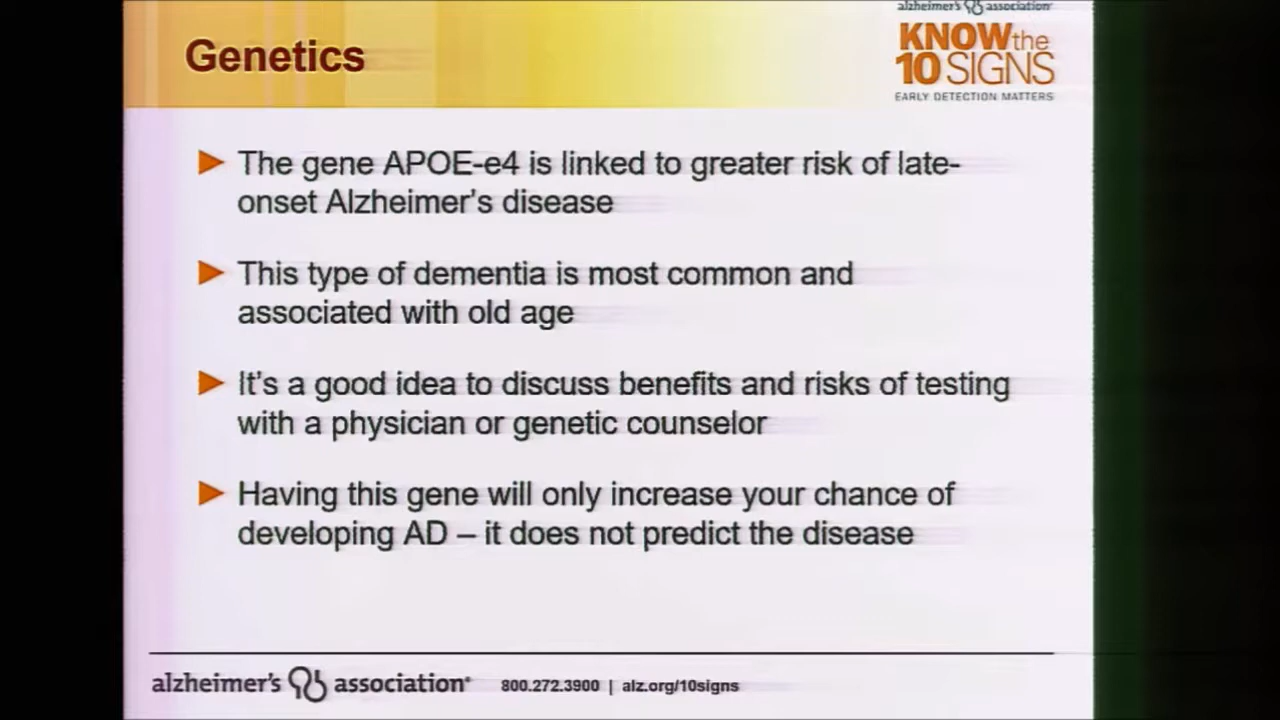 alzheimer's association®
Genetics
KNOW the
10 SIGNS
EARLY DETECTION MATTERS
The gene APOE-e4 is linked to greater risk of late-
onset Alzheimer's disease
This type of dementia is most common and
associated with old age
It's a good idea to discuss benefits and risks of testing
with a physician or genetic counselor
Having this gene will only increase your chance of
developing AD – it does not predict the disease
alzheimer's association®
800.272.3900 | alz.org/10signs